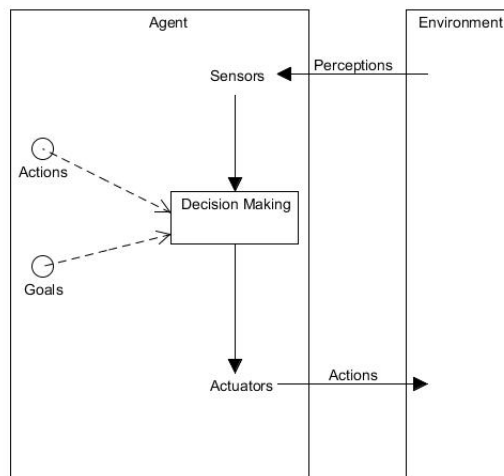 Agent
Environment
Perceptions
Sensors
Actions
Decision Making
Goals
Actuators
Actions